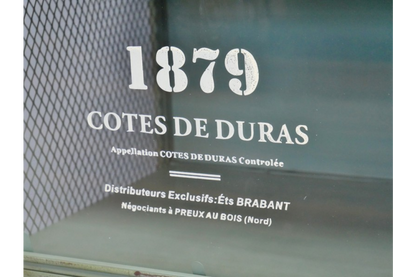 1879
COTES DE DURAS
Appellation COTES DE DURAS Controlée
Distributeurs Exclusifs:Éts BRABANT
Négociants à PREUX AU BOIS (Nord)